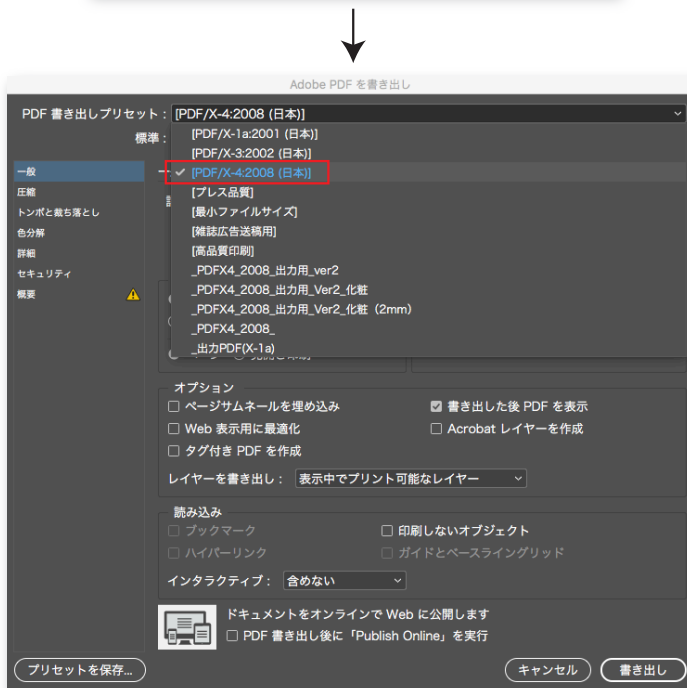 Adobe PDF を書き出し
PDF 書き出しプリセット : [PDF/X-4:2008 (日本)]
標準 :
[PDF/X-1a:2001 (日本)]
[PDF/X-3:2002 (日本)]
[PDF/X-4:2008 (日本)]
[プレス品質]
[最小ファイルサイズ]
[雑誌広告送稿用]
[高品質印刷]
_PDFX4_2008_出力用_ver2
_PDFX4_2008_出力用_Ver2_化粧
_PDFX4_2008_出力用_Ver2_化粧（2mm）
_PDFX4_2008_
_出力PDF(X-1a)
一般
圧縮
トンボと裁ち落とし
色分解
詳細
セキュリティ
概要
オプション
ページサムネールを埋め込み
書き出した後 PDF を表示
Web 表示用に最適化
Acrobat レイヤーを作成
タグ付き PDF を作成
レイヤーを書き出し : 表示中でプリント可能なレイヤー
読み込み
ブックマーク
印刷しないオブジェクト
ハイパーリンク
ガイドとベースライングリッド
インタラクティブ : 含めない
ドキュメントをオンラインで Web に公開します
PDF 書き出し後に「Publish Online」を実行
プリセットを保存...
キャンセル
書き出し